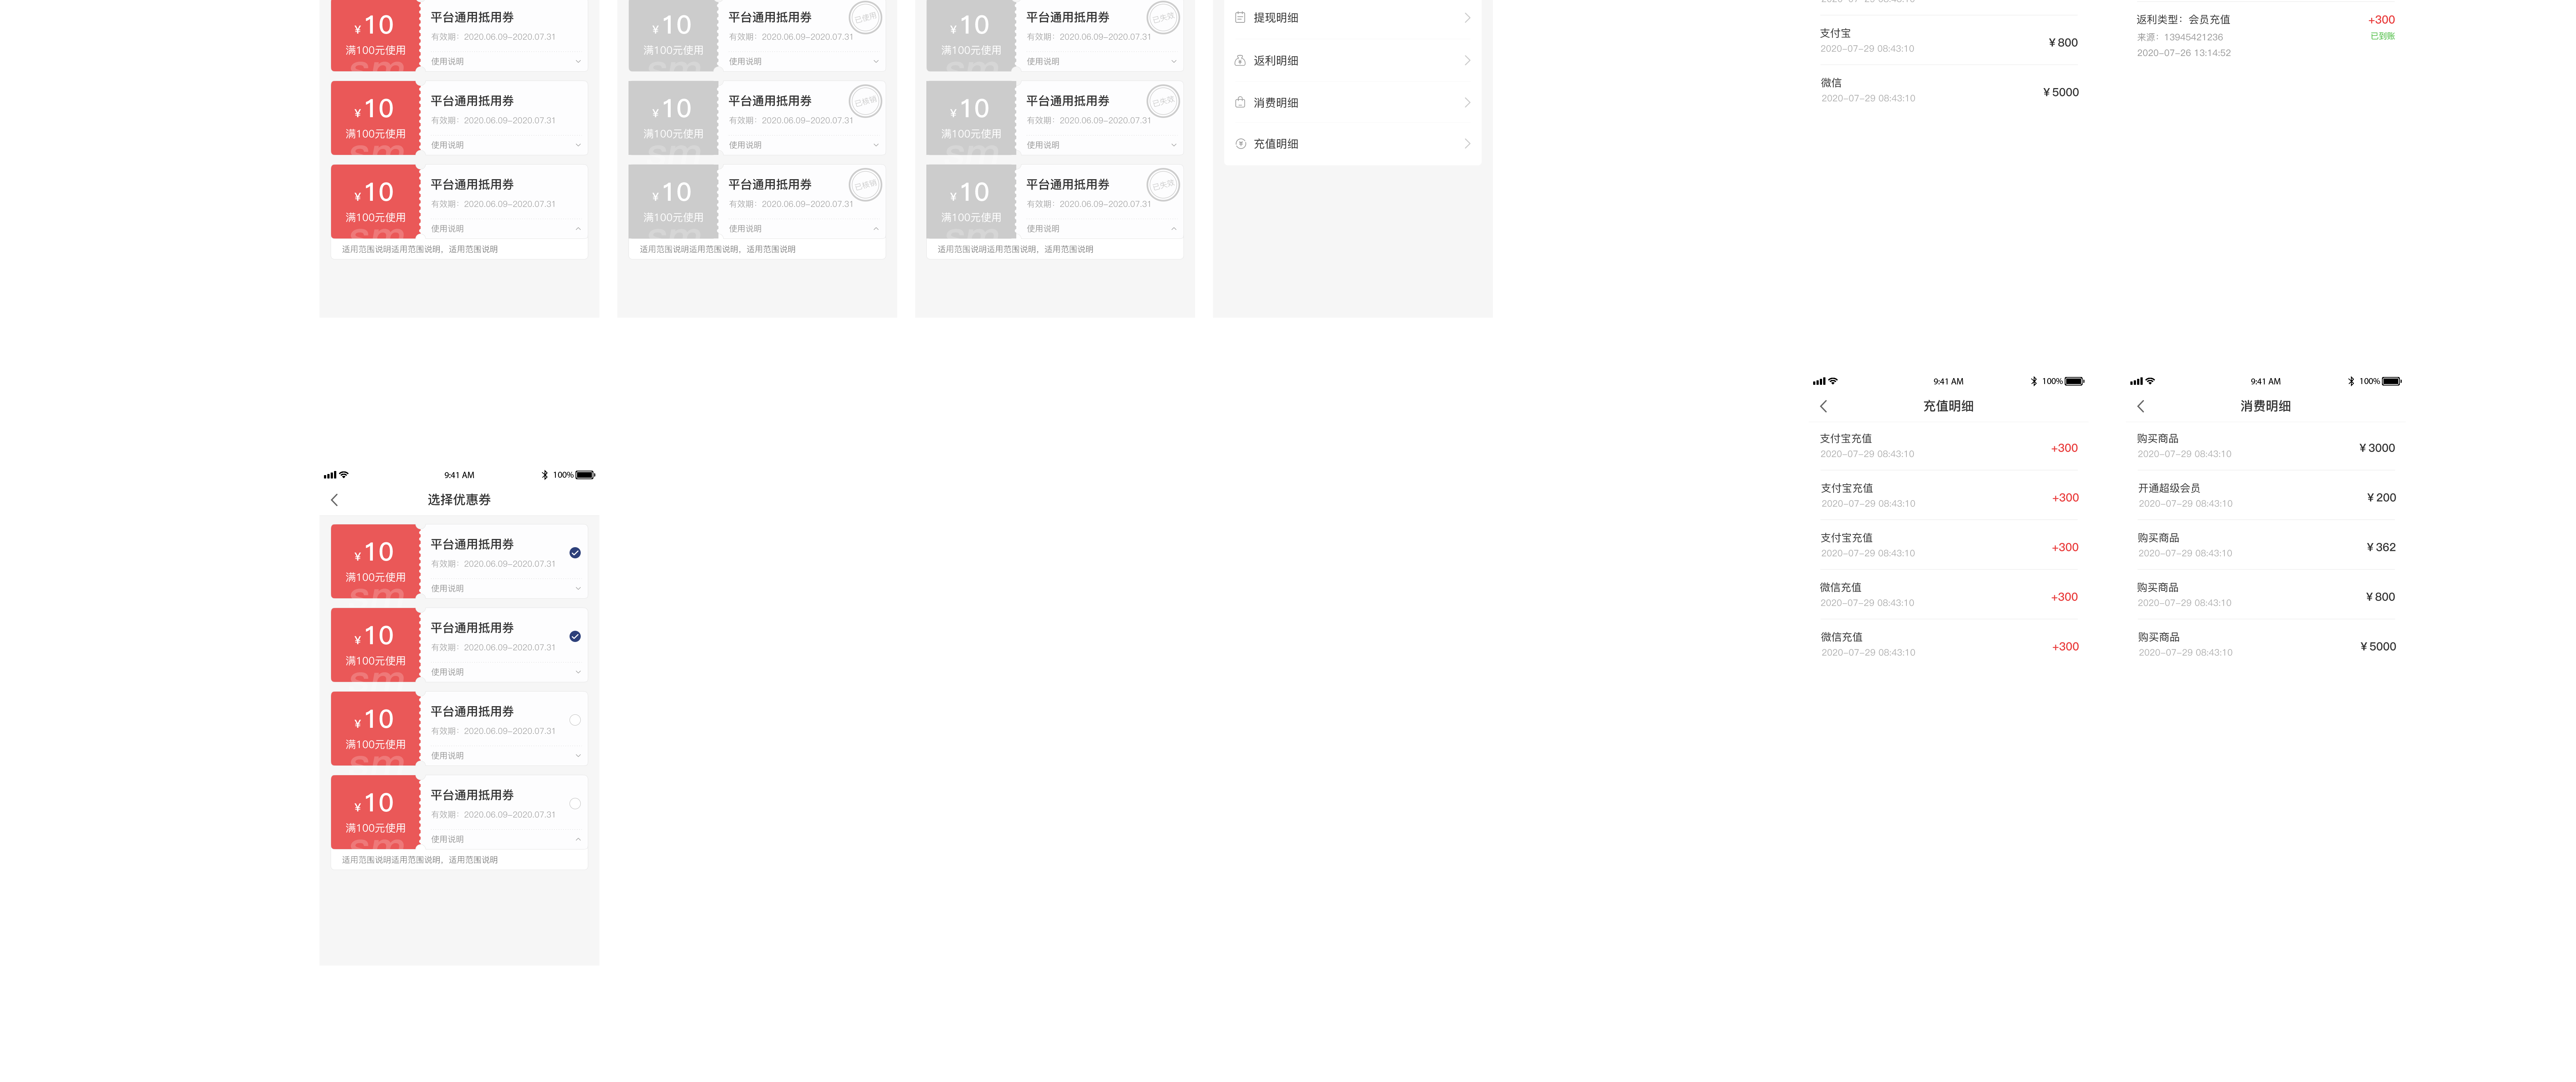 ¥10
满100元使用
sm
平台通用抵用券
有效期：2020.06.09~2020.07.31
使用说明
¥10
满100元使用
sm
平台通用抵用券
有效期：2020.06.09~2020.07.31
使用说明
¥10
满100元使用
sm
平台通用抵用券
有效期：2020.06.09~2020.07.31
使用说明
适用范围说明适用范围说明，适用范围说明
¥10
满100元使用
sm
平台通用抵用券
已使用
有效期：2020.06.09~2020.07.31
使用说明
¥10
满100元使用
sm
平台通用抵用券
已核销
有效期：2020.06.09~2020.07.31
使用说明
¥10
满100元使用
sm
平台通用抵用券
已核销
有效期：2020.06.09~2020.07.31
使用说明
适用范围说明适用范围说明，适用范围说明
¥10
满100元使用
sm
平台通用抵用券
已失效
有效期：2020.06.09~2020.07.31
使用说明
¥10
满100元使用
sm
平台通用抵用券
已失效
有效期：2020.06.09~2020.07.31
使用说明
¥10
满100元使用
sm
平台通用抵用券
已失效
有效期：2020.06.09~2020.07.31
使用说明
适用范围说明适用范围说明，适用范围说明
提现明细
返利明细
消费明细
充值明细
支付宝
2020-07-29 08:43:10
¥800
微信
2020-07-29 08:43:10
¥5000
返利类型：会员充值
+300
来源：13945421236
已到账
2020-07-26 13:14:52
9:41 AM
100%
选择优惠券
¥10
满100元使用
sm
平台通用抵用券
有效期：2020.06.09~2020.07.31
使用说明
¥10
满100元使用
sm
平台通用抵用券
有效期：2020.06.09~2020.07.31
使用说明
¥10
满100元使用
sm
平台通用抵用券
有效期：2020.06.09~2020.07.31
使用说明
¥10
满100元使用
sm
平台通用抵用券
有效期：2020.06.09~2020.07.31
使用说明
适用范围说明适用范围说明，适用范围说明
9:41 AM
100%
充值明细
支付宝充值
2020-07-29 08:43:10
+300
支付宝充值
2020-07-29 08:43:10
+300
支付宝充值
2020-07-29 08:43:10
+300
微信充值
2020-07-29 08:43:10
+300
微信充值
2020-07-29 08:43:10
+300
9:41 AM
100%
消费明细
购买商品
2020-07-29 08:43:10
¥3000
开通超级会员
2020-07-29 08:43:10
¥200
购买商品
2020-07-29 08:43:10
¥362
购买商品
2020-07-29 08:43:10
¥800
购买商品
2020-07-29 08:43:10
¥5000